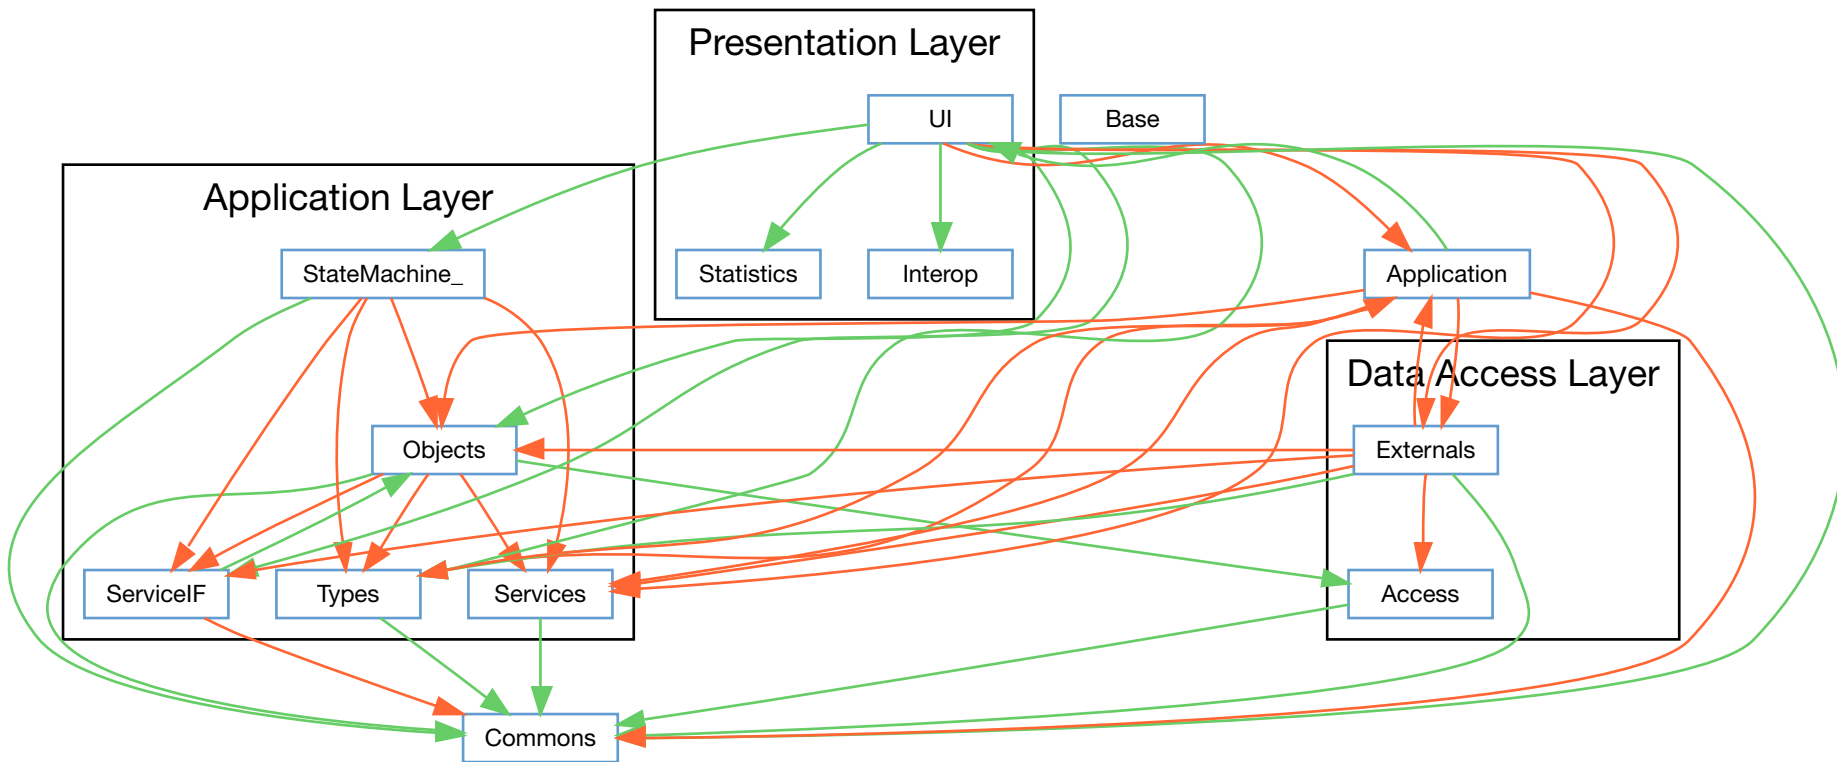 Presentation Layer
UI
Base
Application Layer
StateMachine_
Statistics
Interop
Application
Data Access Layer
Objects
Externals
ServiceIF
Types
Services
Access
Commons